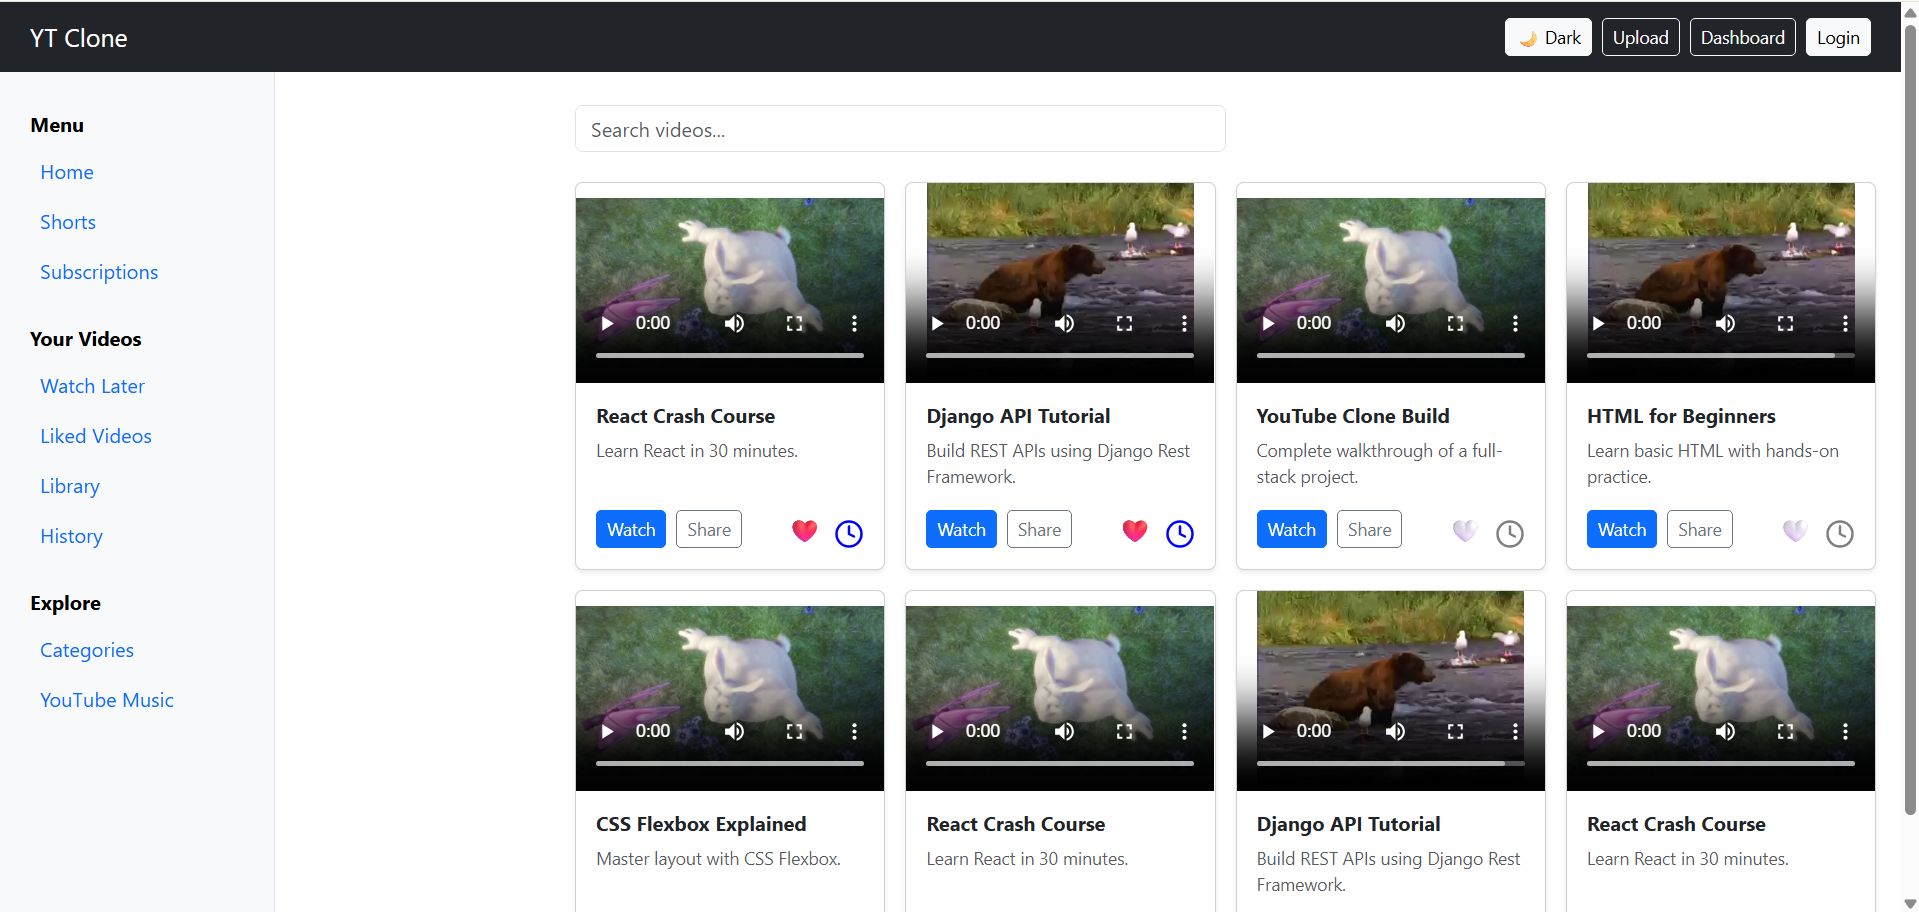 YT Clone
🌙 Dark
Upload
Dashboard
Login
Menu
Home
Shorts
Subscriptions
Your Videos
Watch Later
Liked Videos
Library
History
Explore
Categories
YouTube Music
Search videos...
0:00
React Crash Course
Learn React in 30 minutes.
Watch
Share
0:00
Django API Tutorial
Build REST APIs using Django Rest
Framework.
Watch
Share
0:00
YouTube Clone Build
Complete walkthrough of a full-
stack project.
Watch
Share
0:00
HTML for Beginners
Learn basic HTML with hands-on
practice.
Watch
Share
0:00
CSS Flexbox Explained
Master layout with CSS Flexbox.
0:00
React Crash Course
Learn React in 30 minutes.
0:00
Django API Tutorial
Build REST APIs using Django Rest
Framework.
0:00
React Crash Course
Learn React in 30 minutes.